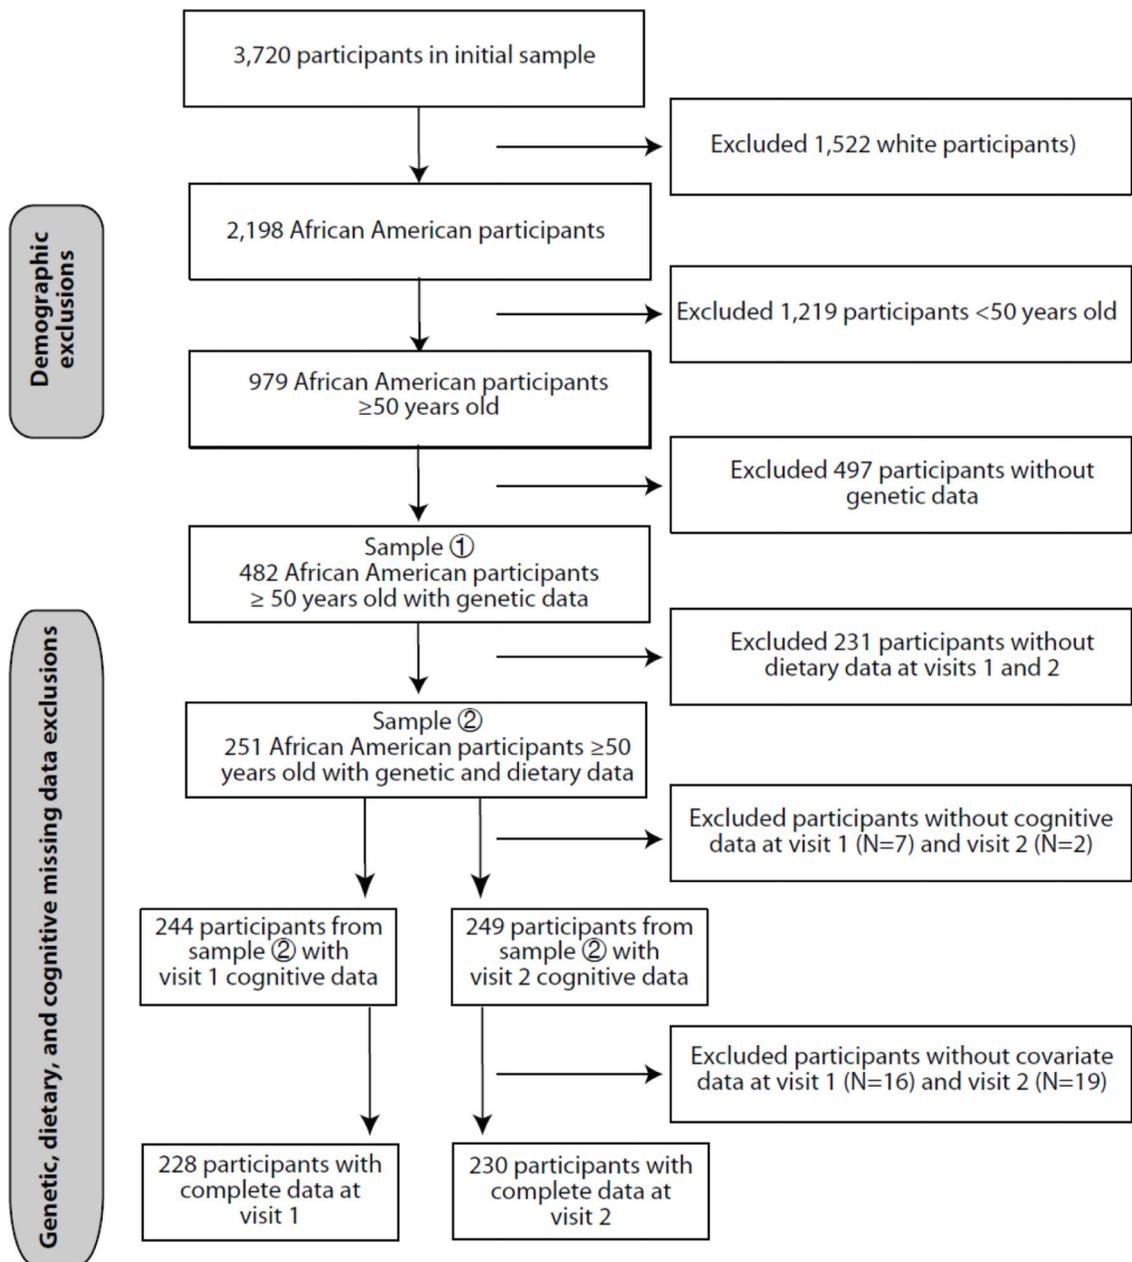 3,720 participants in initial sample
Excluded 1,522 white participants)
2,198 African American participants
Demographic
exclusions
Excluded 1,219 participants <50 years old
979 African American participants
≥50 years old
Excluded 497 participants without
genetic data
Sample ①
482 African American participants
≥ 50 years old with genetic data
Genetic, dietary, and cognitive missing data exclusions
Excluded 231 participants without
dietary data at visits 1 and 2
Sample ②
251 African American participants ≥50
years old with genetic and dietary data
Excluded participants without cognitive
data at visit 1 (N=7) and visit 2 (N=2)
244 participants from
sample ② with
visit 1 cognitive data
249 participants from
sample ② with
visit 2 cognitive data
Excluded participants without covariate
data at visit 1 (N=16) and visit 2 (N=19)
228 participants with
complete data at
visit 1
230 participants with
complete data at
visit 2